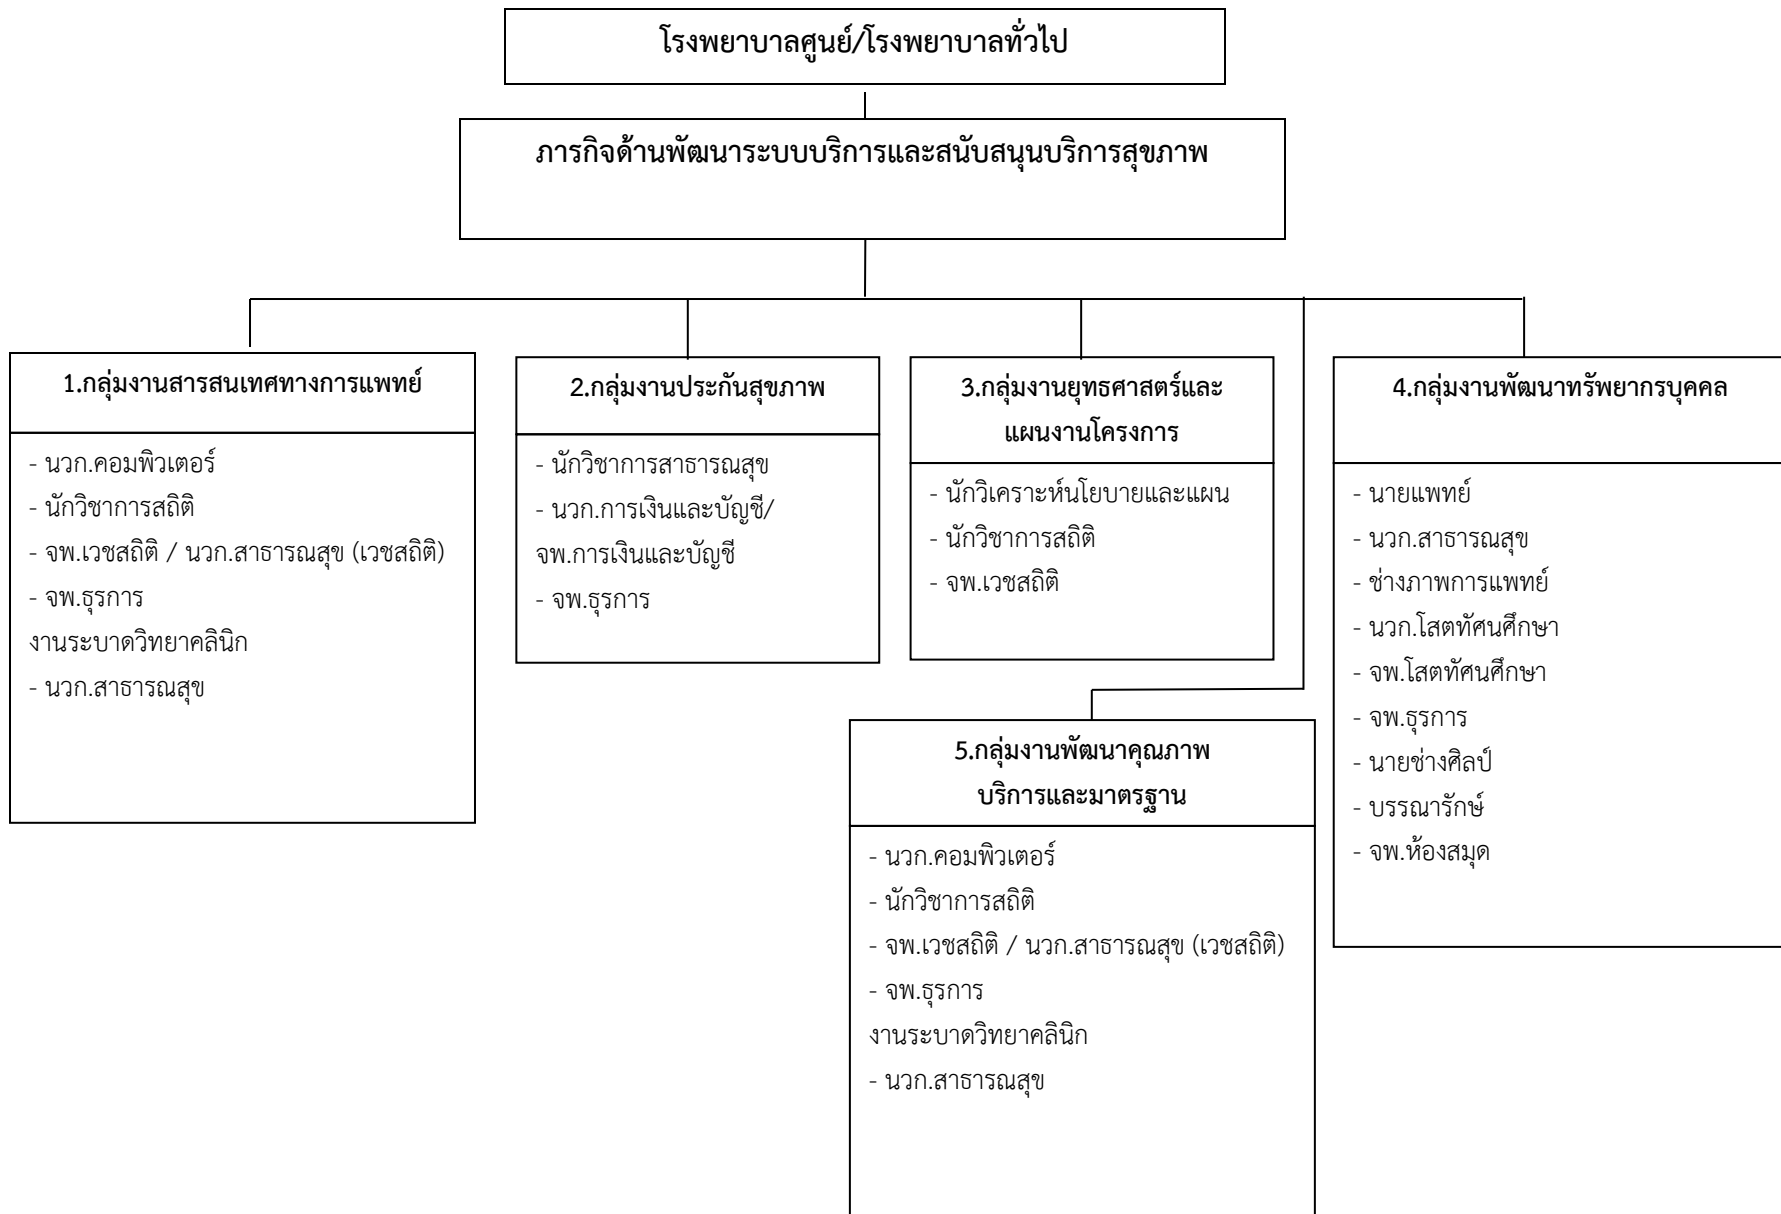 โรงพยาบาลศูนย์/โรงพยาบาลทั่วไป
ภารกิจด้านพัฒนาระบบบริการและสนับสนุนบริการสุขภาพ
1.กลุ่มงานสารสนเทศทางการแพทย์
- นวก.คอมพิวเตอร์
- นักวิชาการสถิติ
- จพ.เวชสถิติ / นวก.สาธารณสุข (เวชสถิติ)
- จพ.ธุรการ
งานระบาดวิทยาคลินิก
- นวก.สาธารณสุข
2.กลุ่มงานประกันสุขภาพ
- นักวิชาการสาธารณสุข
- นวก.การเงินและบัญชี/
จพ.การเงินและบัญชี
- จพ.ธุรการ
3.กลุ่มงานยุทธศาสตร์และ
แผนงานโครงการ
- นักวิเคราะห์นโยบายและแผน
- นักวิชาการสถิติ
- จพ.เวชสถิติ
4.กลุ่มงานพัฒนาทรัพยากรบุคคล
- นายแพทย์
- นวก.สาธารณสุข
- ช่างภาพการแพทย์
- นวก.โสตทัศนศึกษา
- จพ.โสตทัศนศึกษา
- จพ.ธุรการ
- นายช่างศิลป์
- บรรณารักษ์
- จพ.ห้องสมุด
5.กลุ่มงานพัฒนาคุณภาพ
บริการและมาตรฐาน
- นวก.คอมพิวเตอร์
- นักวิชาการสถิติ
- จพ.เวชสถิติ / นวก.สาธารณสุข (เวชสถิติ)
- จพ.ธุรการ
งานระบาดวิทยาคลินิก
- นวก.สาธารณสุข